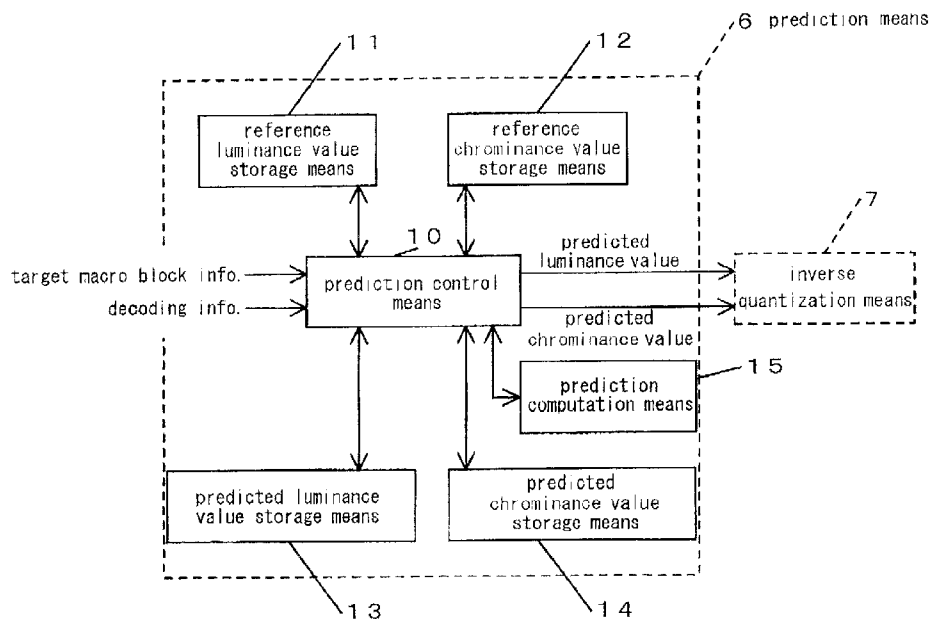 6 prediction means
11
12
reference
luminance value
storage means
reference
chrominance value
storage means
7
10
predicted
luminance value
target macro block info.
decoding info.
prediction control
means
inverse
quantization means
predicted
chrominance value
15
prediction
computation means
predicted luminance
value storage means
predicted
chrominance value
storage means
13
14